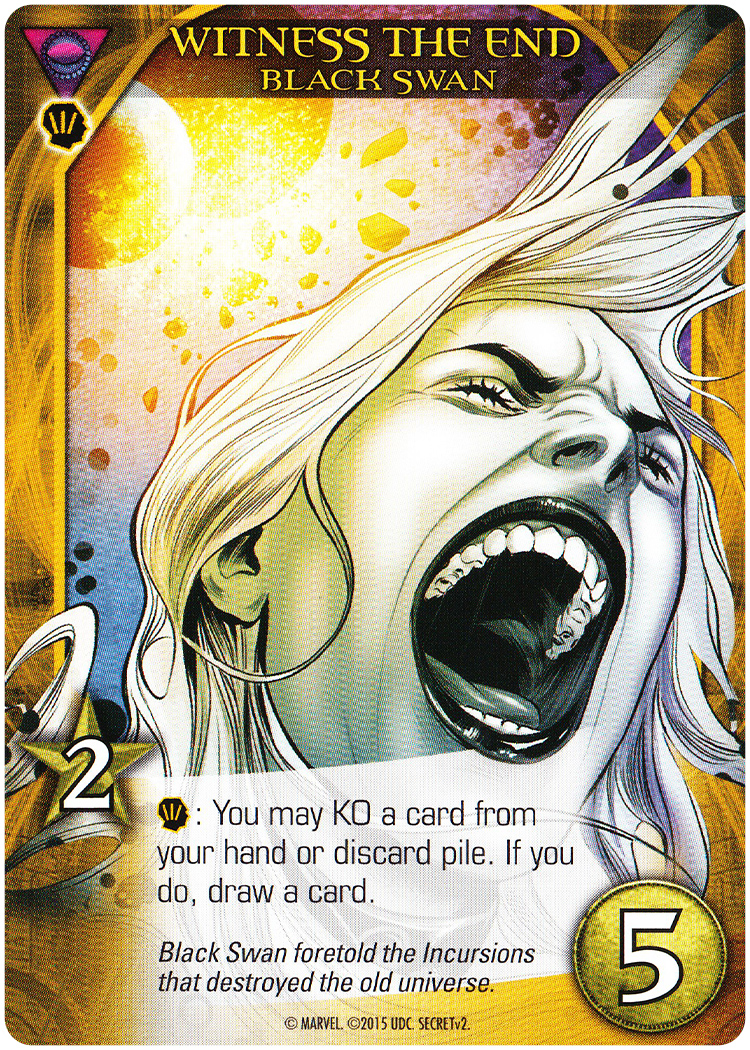 WITNESS THE END
BLACK SWAN
2
: You may KO a card from
your hand or discard pile. If you
do, draw a card.
Black Swan foretold the Incursions
that destroyed the old universe.
5
© MARVEL. ©2015 UDC. SECRETv2.